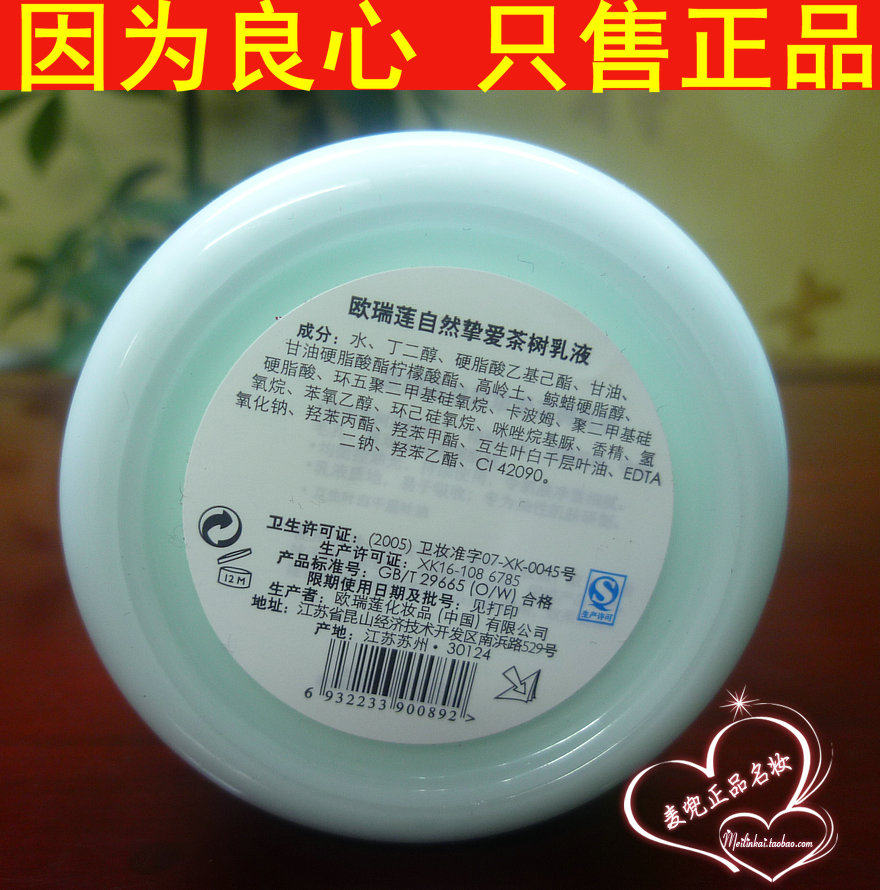 因为良心 只售正品
欧瑞莲自然挚爱茶树乳液
成分：水、丁二醇、硬脂酸乙基己酯、甘油、
甘油硬脂酸酯柠檬酸酯、高岭土、鲸蜡硬脂醇、
硬脂酸、环五聚二甲基硅氧烷、卡波姆、聚二甲基硅
氧烷、苯氧乙醇、环己硅氧烷、咪唑烷基脲、香精、氢
氧化钠、羟苯丙酯、羟苯甲酯、互生叶白千层叶油、EDTA
二钠、羟苯乙酯、CI 42090。
卫生许可证：(2005) 卫妆准字07-XK-0045号
生产许可证：XK16-108 6785
产品标准号：GB/T 29665 (O/W) 合格
限期使用日期及批号：见打印
生产者：欧瑞莲化妆品 (中国) 有限公司
地址：江苏省昆山经济技术开发区南浜路529号
产地：江苏苏州·30124
12 M
生产许可
6 932233 900892 >
麦兜正品名妆
Meilinkai.taobao.com